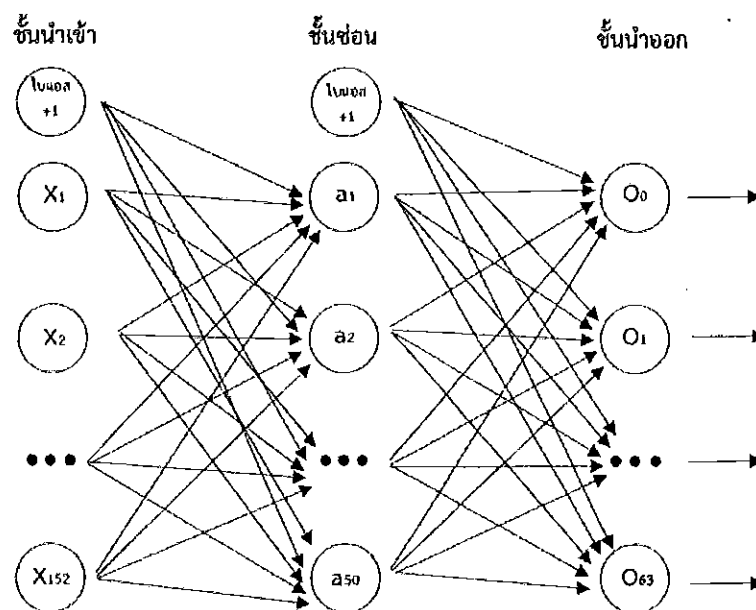 ชั้นนำเข้า ชั้นซ่อน ชั้นนำออก
ไบแอส +1 ไบแอส +1
X1 a1 O0
X2 a2 O1
••• ••• •••
X152 a50 O63